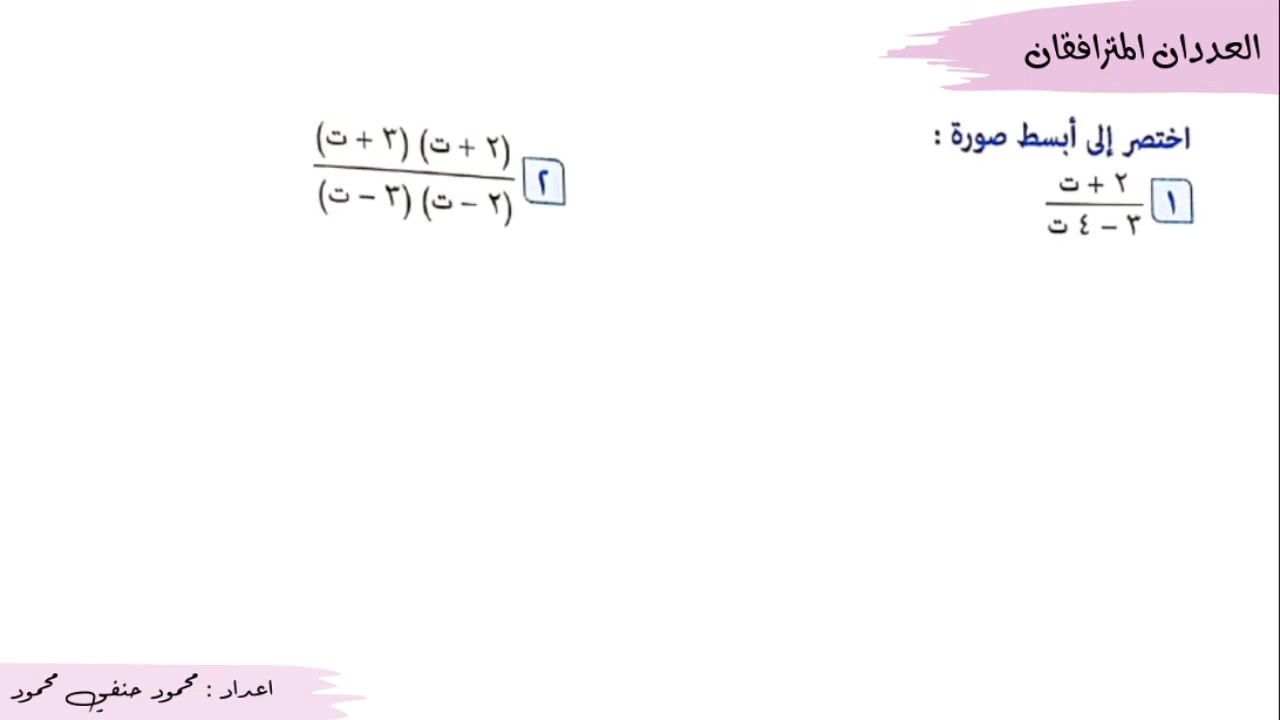 العددان المترافقان
اختصر إلى أبسط صورة :
١
٢ + ت
٣ – ٤ ت
٢
(٢ + ت) (٣ + ت)
(٢ – ت) (٣ – ت)
اعداد : محمود حنفي محمود